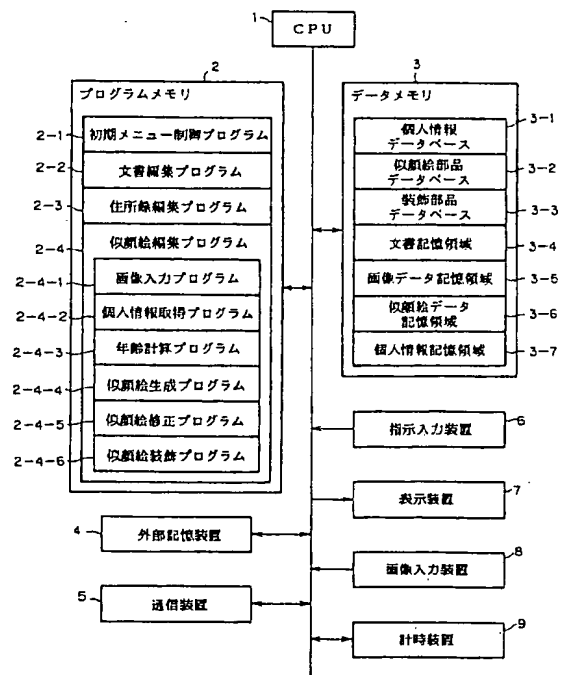 1
CPU
2
プログラムメモリ
2-1
初期メニュー制御プログラム
2-2
文書編集プログラム
2-3
住所録編集プログラム
2-4
似顔絵編集プログラム
2-4-1
画像入力プログラム
2-4-2
個人情報取得プログラム
2-4-3
年齢計算プログラム
2-4-4
似顔絵生成プログラム
2-4-5
似顔絵修正プログラム
2-4-6
似顔絵装飾プログラム
3
データメモリ
3-1
個人情報
データベース
3-2
似顔絵部品
データベース
3-3
装飾部品
データベース
3-4
文書記憶領域
3-5
画像データ記憶領域
3-6
似顔絵データ
記憶領域
3-7
個人情報記憶領域
4
外部記憶装置
5
通信装置
6
指示入力装置
7
表示装置
8
画像入力装置
9
計時装置